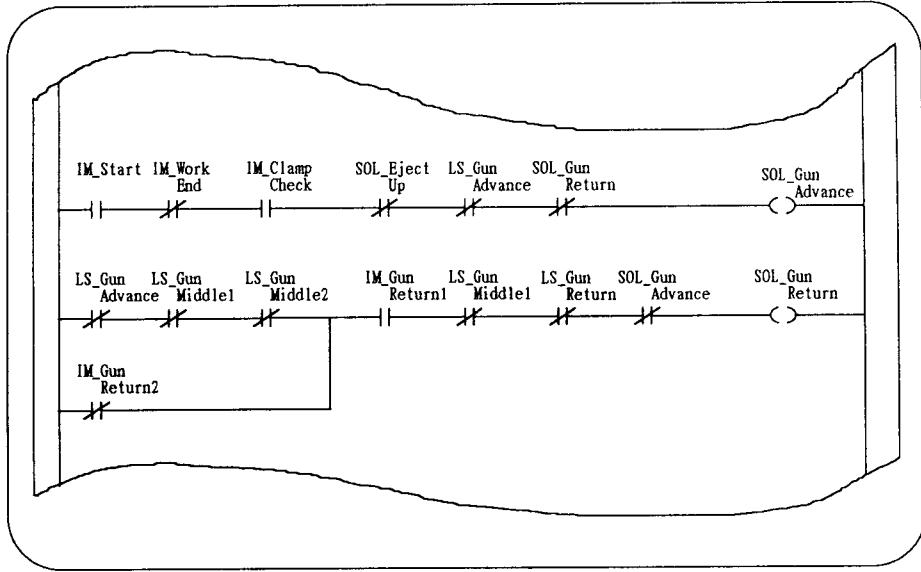 IM_Start IM_Work IM_Clamp SOL_Eject LS_Gun SOL_Gun SOL_Gun
End Check Up Advance Return Advance
LS_Gun LS_Gun LS_Gun IM_Gun LS_Gun LS_Gun SOL_Gun SOL_Gun
Advance Middle1 Middle2 Return1 Middle1 Return Advance Return
IM_Gun
Return2